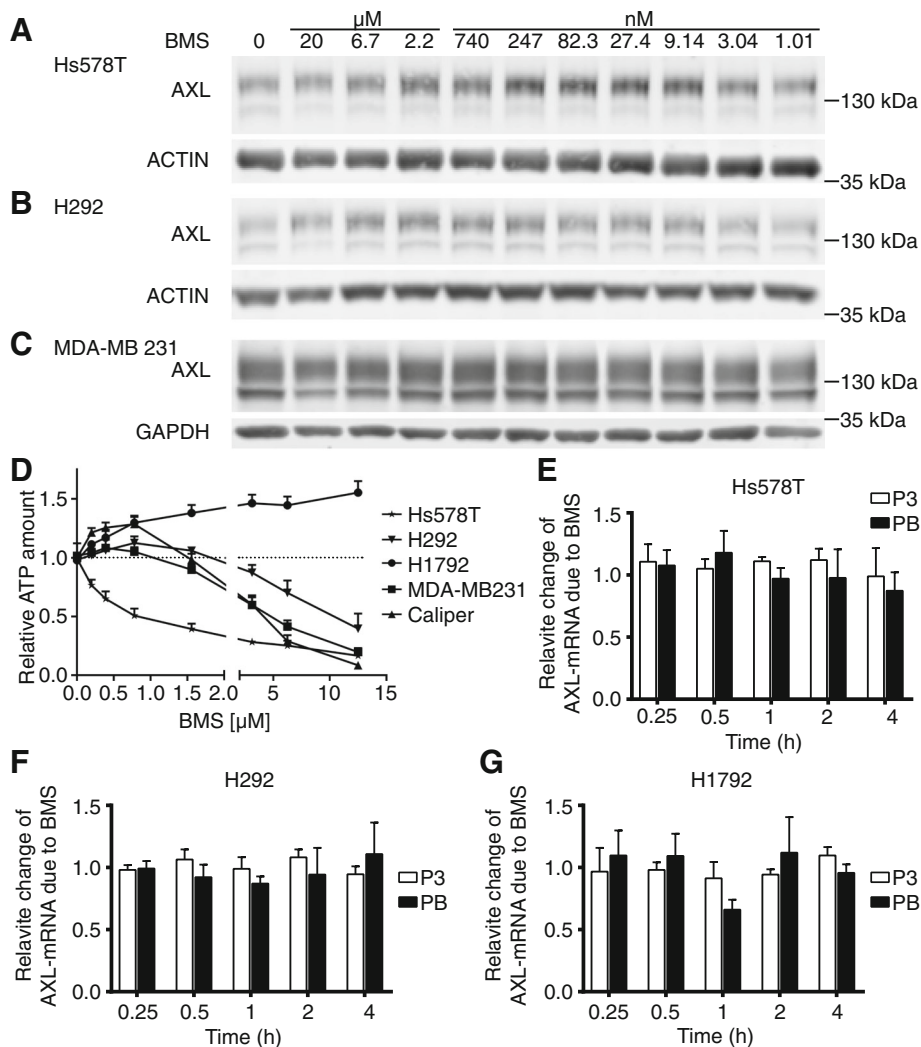 A
µM
nM
BMS 0 20 6.7 2.2 740 247 82.3 27.4 9.14 3.04 1.01
Hs578T
AXL
130 kDa
ACTIN
35 kDa
B
H292
AXL
130 kDa
ACTIN
35 kDa
C
MDA-MB 231
AXL
130 kDa
35 kDa
GAPDH
D
Relative ATP amount
1.5
1.0
0.5
0.0
0.0 0.5 1.0 1.5 2.0 5 10 15
BMS [µM]
Hs578T
H292
H1792
MDA-MB231
Caliper
E
Hs578T
Relavite change of
AXL-mRNA due to BMS
1.5
1.0
0.5
0.0
0.25 0.5 1 2 4
Time (h)
P3
PB
F
H292
Relavite change of
AXL-mRNA due to BMS
1.5
1.0
0.5
0.0
0.25 0.5 1 2 4
Time (h)
P3
PB
G
H1792
Relavite change of
AXL-mRNA due to BMS
1.5
1.0
0.5
0.0
0.25 0.5 1 2 4
Time (h)
P3
PB